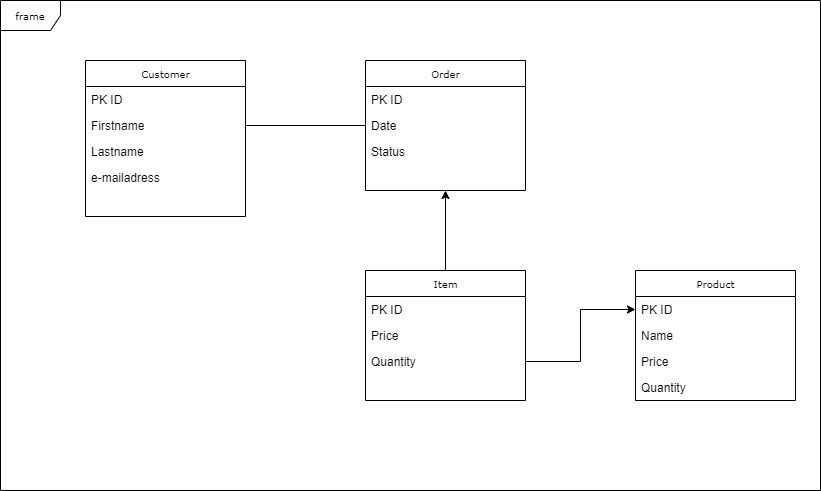 frame
Customer
PK ID
Firstname
Lastname
e-mailadress
Order
PK ID
Date
Status
Item
PK ID
Price
Quantity
Product
PK ID
Name
Price
Quantity